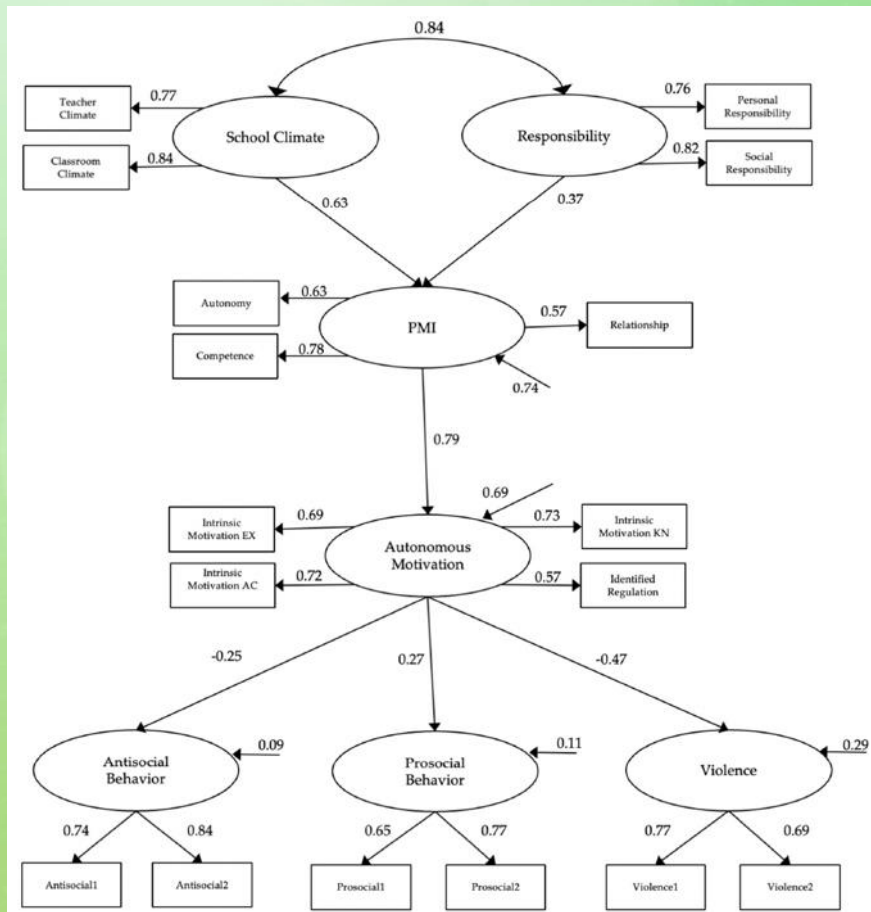 0.84
0.77
0.76
Teacher
Climate
Personal
Responsibility
School Climate
Responsibility
0.84
0.82
Classroom
Climate
Social
Responsibility
0.63
0.37
0.63
Autonomy
0.57
PMI
Relationship
0.78
Competence
0.74
0.79
0.69
0.69
0.73
Intrinsic
Motivation EX
Intrinsic
Motivation KN
Autonomous
Motivation
0.72
0.57
Intrinsic
Motivation AC
Identified
Regulation
-0.25
0.27
-0.47
0.09
0.11
0.29
Antisocial
Behavior
Prosocial
Behavior
Violence
0.74
0.84
0.65
0.77
0.77
0.69
Antisocial1
Antisocial2
Prosocial1
Prosocial2
Violence1
Violence2